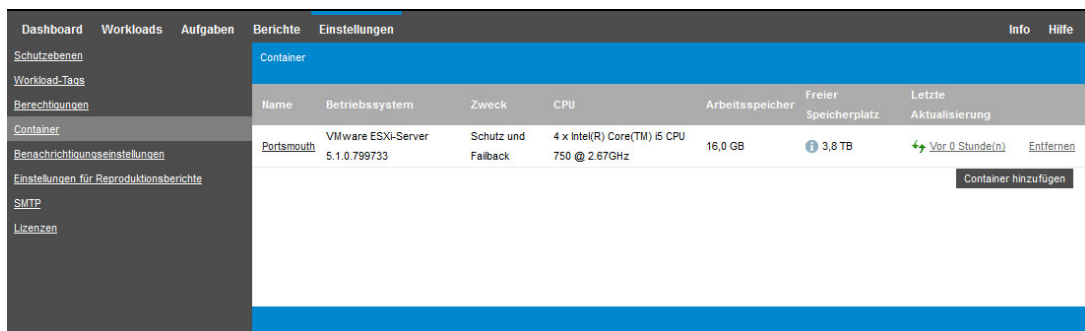 Dashboard Workloads Aufgaben Berichte Einstellungen Info Hilfe
Schutzebenen
Workload-Tags
Berechtigungen
Container
Benachrichtigungseinstellungen
Einstellungen für Reproduktionsberichte
SMTP
Lizenzen
Container
Name Betriebssystem Zweck CPU Arbeitsspeicher Freier Speicherplatz Letzte Aktualisierung
Portsmouth VMware ESXi-Server Schutz und 4 x Intel(R) Core(TM) i5 CPU 16,0 GB 3,8 TB Vor 0 Stunde(n) Entfernen
5.1.0.799733 Failback 750 @ 2.67GHz
Container hinzufügen